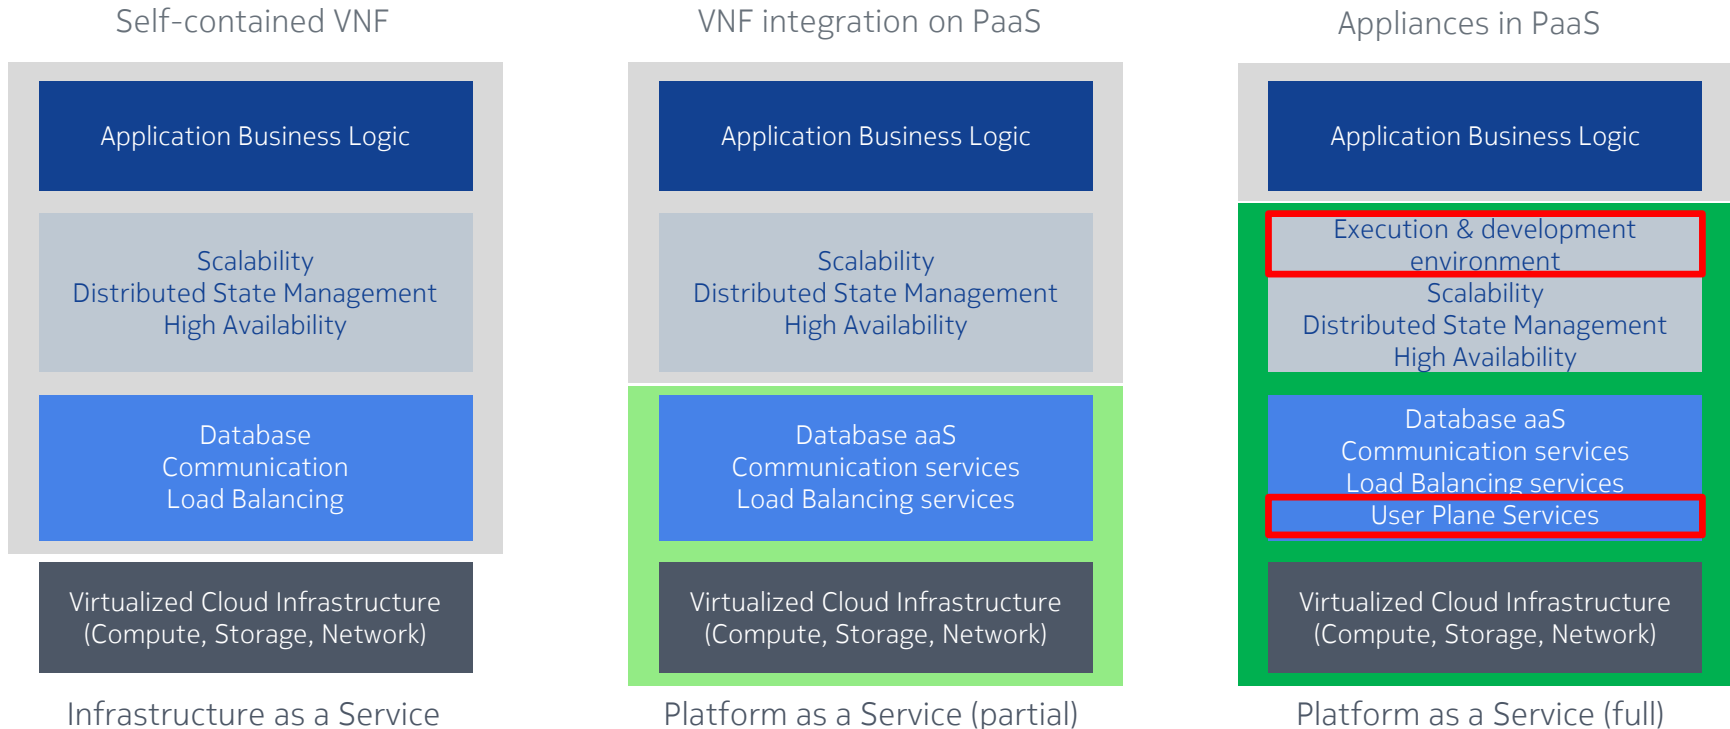 Self-contained VNF
Application Business Logic
Scalability
Distributed State Management
High Availability
Database
Communication
Load Balancing
Virtualized Cloud Infrastructure
(Compute, Storage, Network)
Infrastructure as a Service
VNF integration on PaaS
Application Business Logic
Scalability
Distributed State Management
High Availability
Database aaS
Communication services
Load Balancing services
Virtualized Cloud Infrastructure
(Compute, Storage, Network)
Platform as a Service (partial)
Appliances in PaaS
Application Business Logic
Execution & development
environment
Scalability
Distributed State Management
High Availability
Database aaS
Communication services
Load Balancing services
User Plane Services
Virtualized Cloud Infrastructure
(Compute, Storage, Network)
Platform as a Service (full)